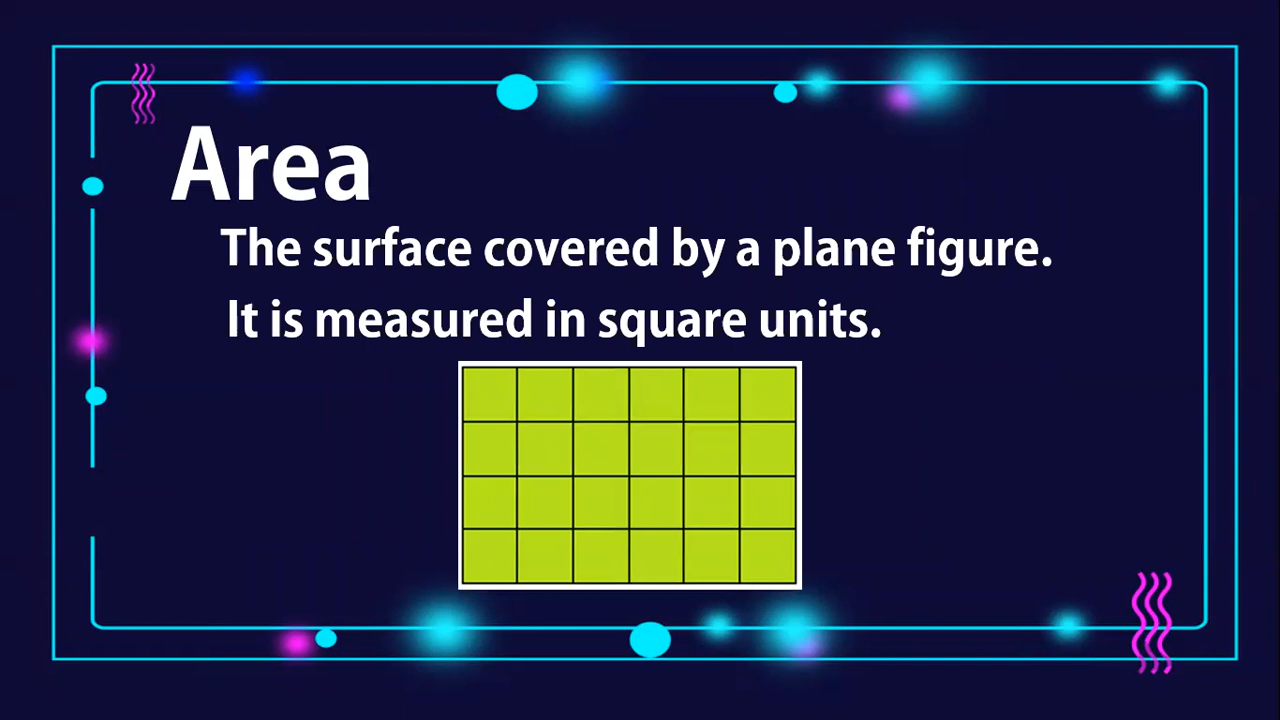 Area
The surface covered by a plane figure.
It is measured in square units.